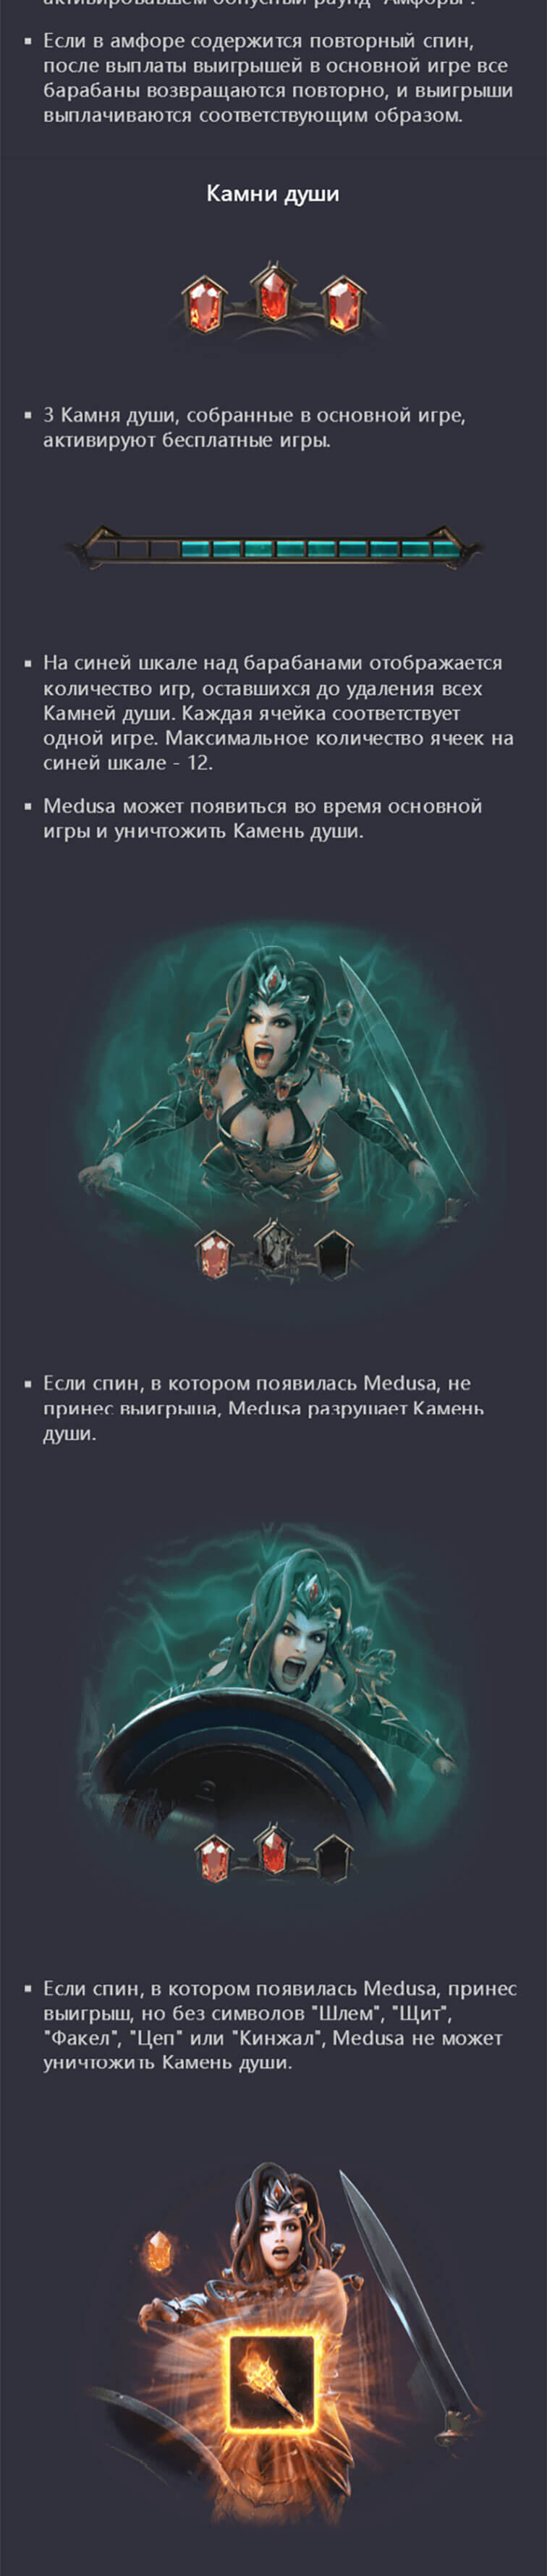 активировавшем бонусный раунд "Амфоры".
▪ Если в амфоре содержится повторный спин,
после выплаты выигрышей в основной игре все
барабаны возвращаются повторно, и выигрыши
выплачиваются соответствующим образом.
Камни души
▪ 3 Камня души, собранные в основной игре,
активируют бесплатные игры.
▪ На синей шкале над барабанами отображается
количество игр, оставшихся до удаления всех
Камней души. Каждая ячейка соответствует
одной игре. Максимальное количество ячеек на
синей шкале - 12.
▪ Medusa может появиться во время основной
игры и уничтожить Камень души.
▪ Если спин, в котором появилась Medusa, не
принес выигрыша, Medusa разрушает Камень
души.
▪ Если спин, в котором появилась Medusa, принес
выигрыш, но без символов "Шлем", "Щит",
"Факел", "Цеп" или "Кинжал", Medusa не может
уничтожить Камень души.